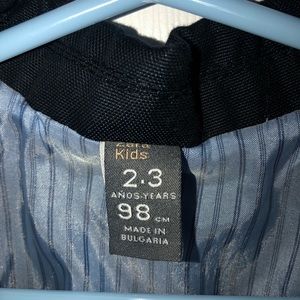 Zara
Kids
2-3
AÑOS-YEARS
98 CM
MADE IN
BULGARIA